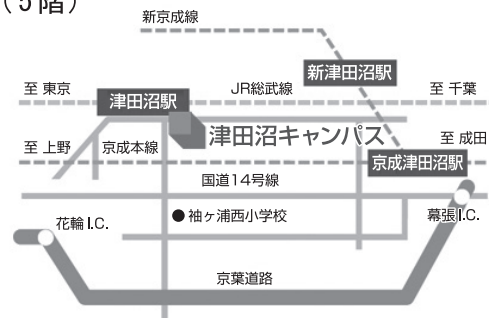 （5階）
新京成線
新津田沼駅
至 東京
津田沼駅
JR総武線
至 千葉
津田沼キャンパス
至 上野
京成本線
至 成田
京成津田沼駅
国道14号線
花輪I.C.
●袖ヶ浦西小学校
幕張I.C.
京葉道路